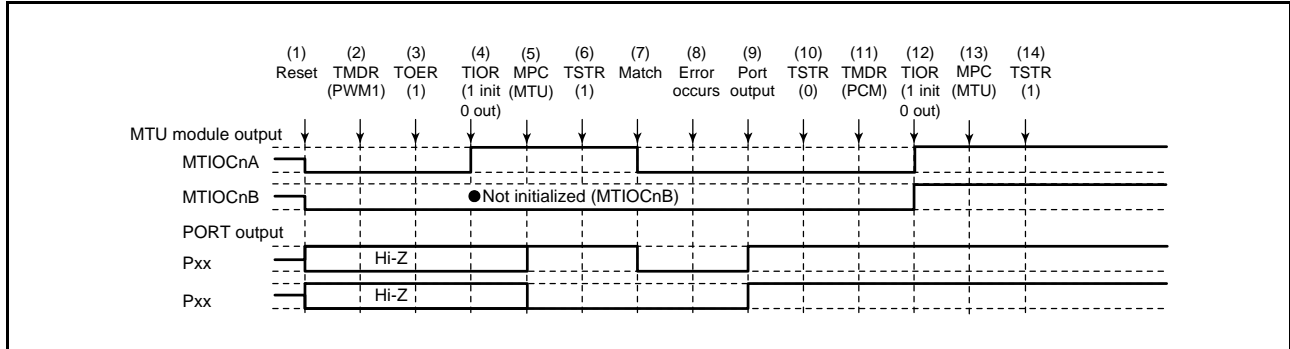 (1) (2) (3) (4) (5) (6) (7) (8) (9) (10) (11) (12) (13) (14)
Reset TMDR TOER TIOR MPC TSTR Match Error Port TSTR TMDR TIOR MPC TSTR
(PWM1) (1) (1 init (MTU) (1) occurs output (0) (PCM) (1 init (MTU) (1)
0 out) 0 out)
MTU module output
MTIOCnA
MTIOCnB ●Not initialized (MTIOCnB)
PORT output
Pxx Hi-Z
Pxx Hi-Z